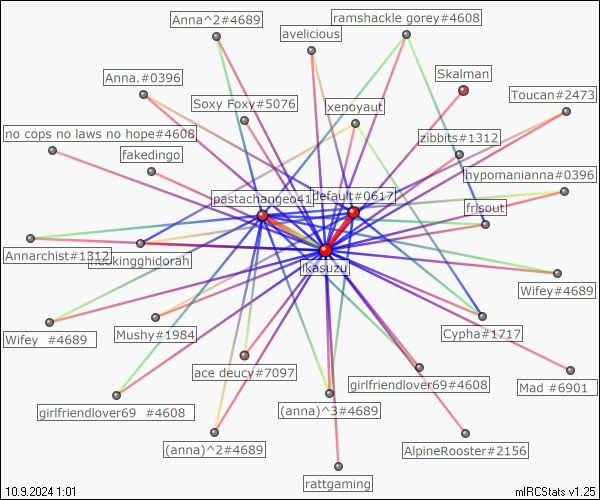 Anna^2#4689
ramshackle gorey#4608
avelicious
Skalman
Anna.#0396
Toucan#2473
Soxy Foxy#5076
xenoyaut
no cops no laws no hope#4608
zibbits#1312
fakedingo
hypomanianna#0396
pastachangeo41
default#0617
frisout
Annarchist#1312
ikasuzu
Wifey#4689
Wifey #4689
Mushy#1984
Cypha#1717
ace deucy#7097
girlfriendlover69#4608
Mad #6901
girlfriendlover69 #4608
(anna)^3#4689
(anna)^2#4689
AlpineRooster#2156
rattgaming
10.9.2024 1:01
mIRCStats v1.25